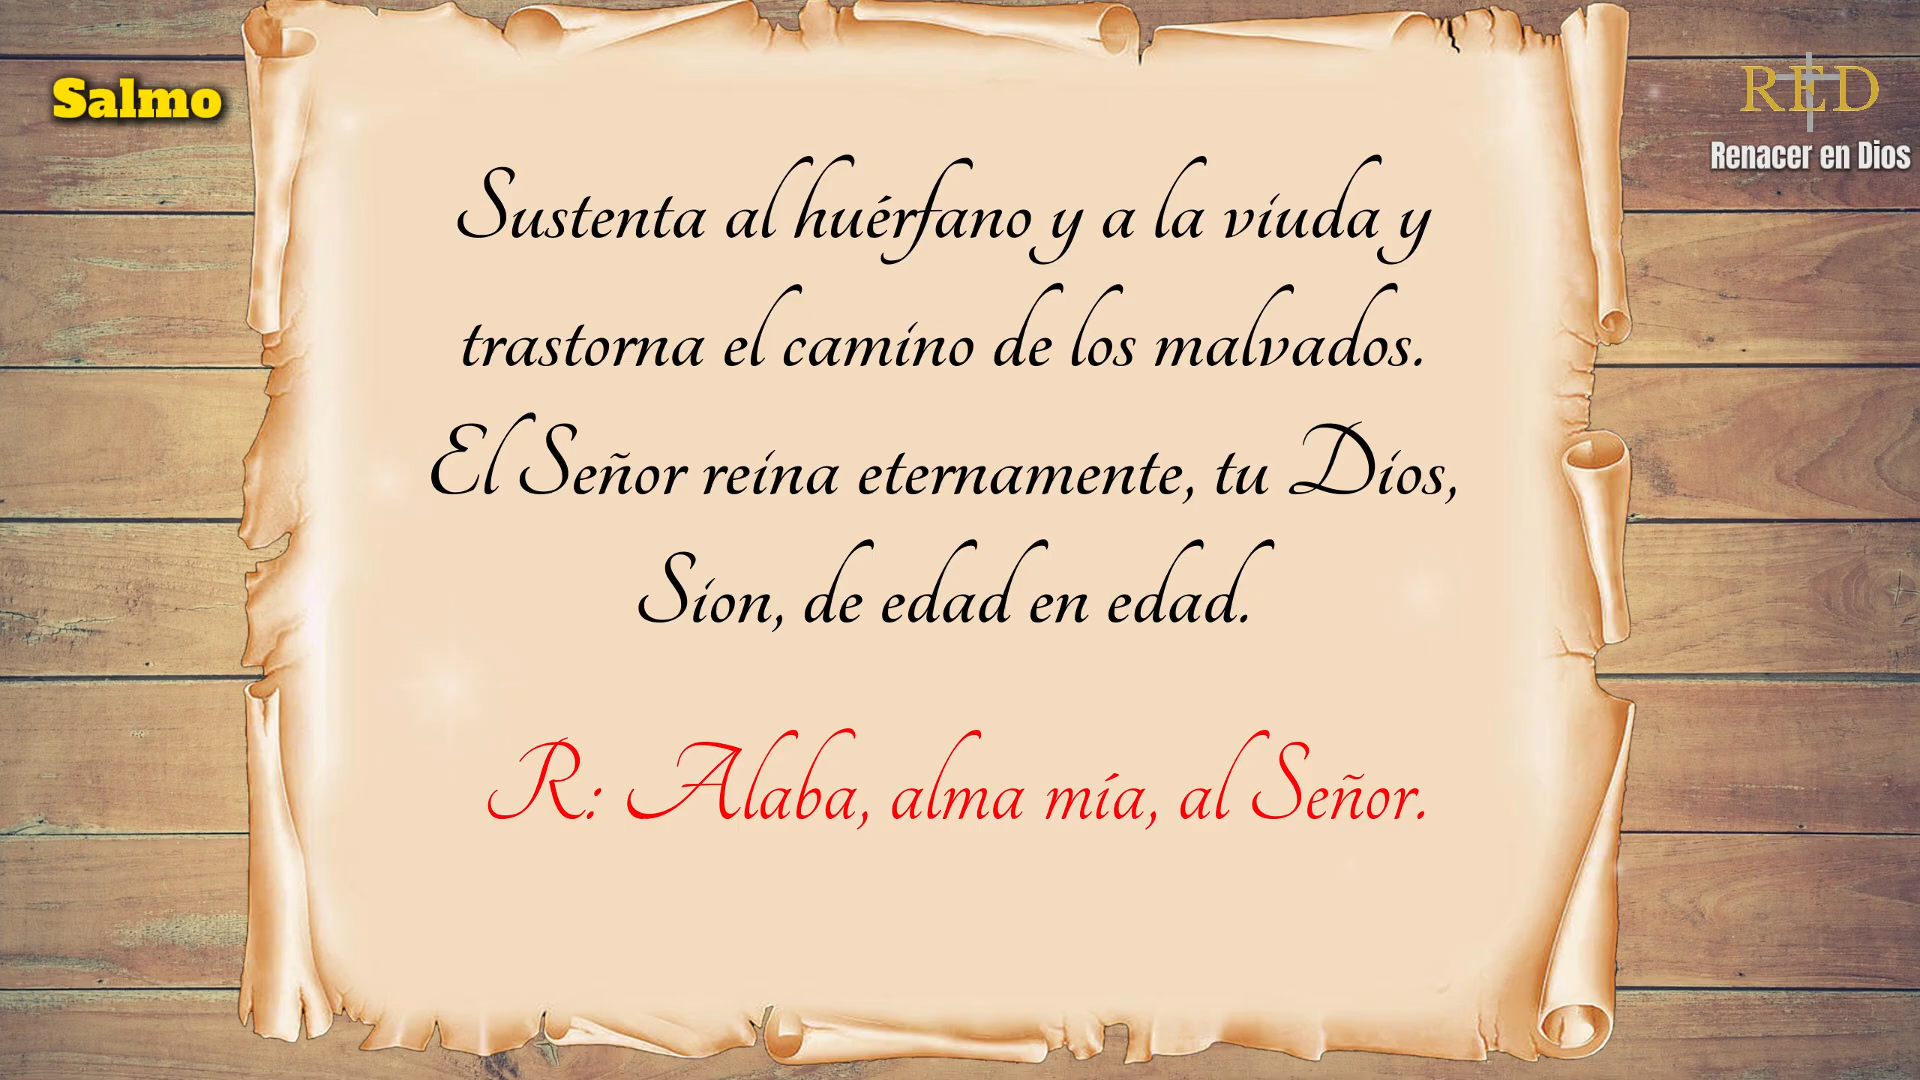 Salmo
RED
Renacer en Dios
Sustenta al huérfano y a la viuda y
trastorna el camino de los malvados.
El Señor reina eternamente, tu Dios,
Sion, de edad en edad.
R: Alaba, alma mía, al Señor.